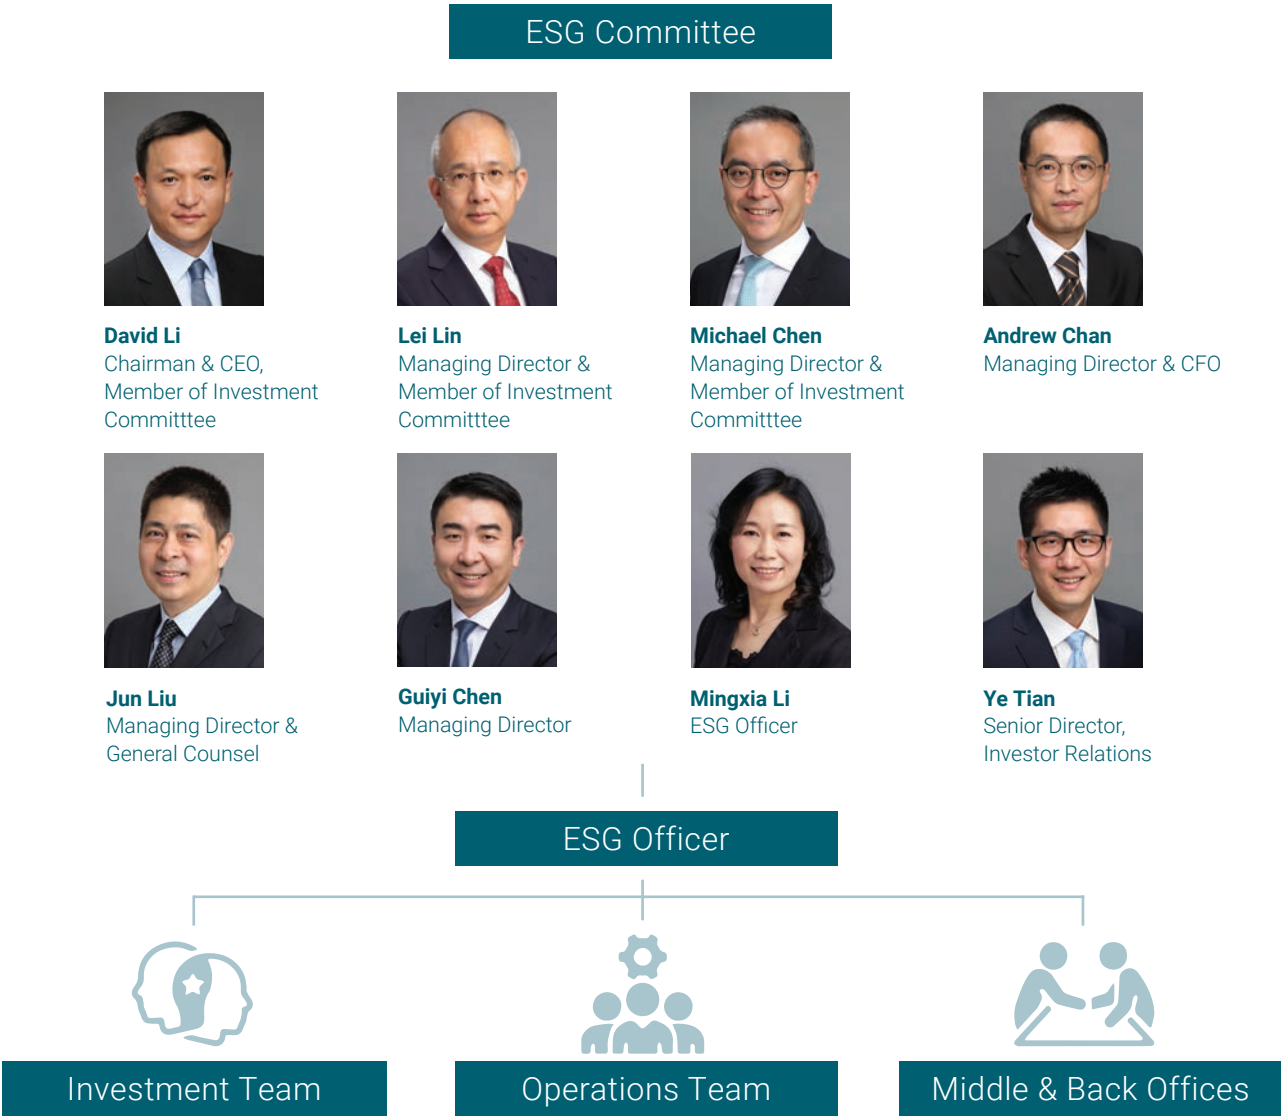 ESG Committee
David Li
Chairman & CEO,
Member of Investment
Committtee
Lei Lin
Managing Director &
Member of Investment
Committtee
Michael Chen
Managing Director &
Member of Investment
Committtee
Andrew Chan
Managing Director & CFO
Jun Liu
Managing Director &
General Counsel
Guiyi Chen
Managing Director
Mingxia Li
ESG Officer
Ye Tian
Senior Director,
Investor Relations
ESG Officer
Investment Team
Operations Team
Middle & Back Offices